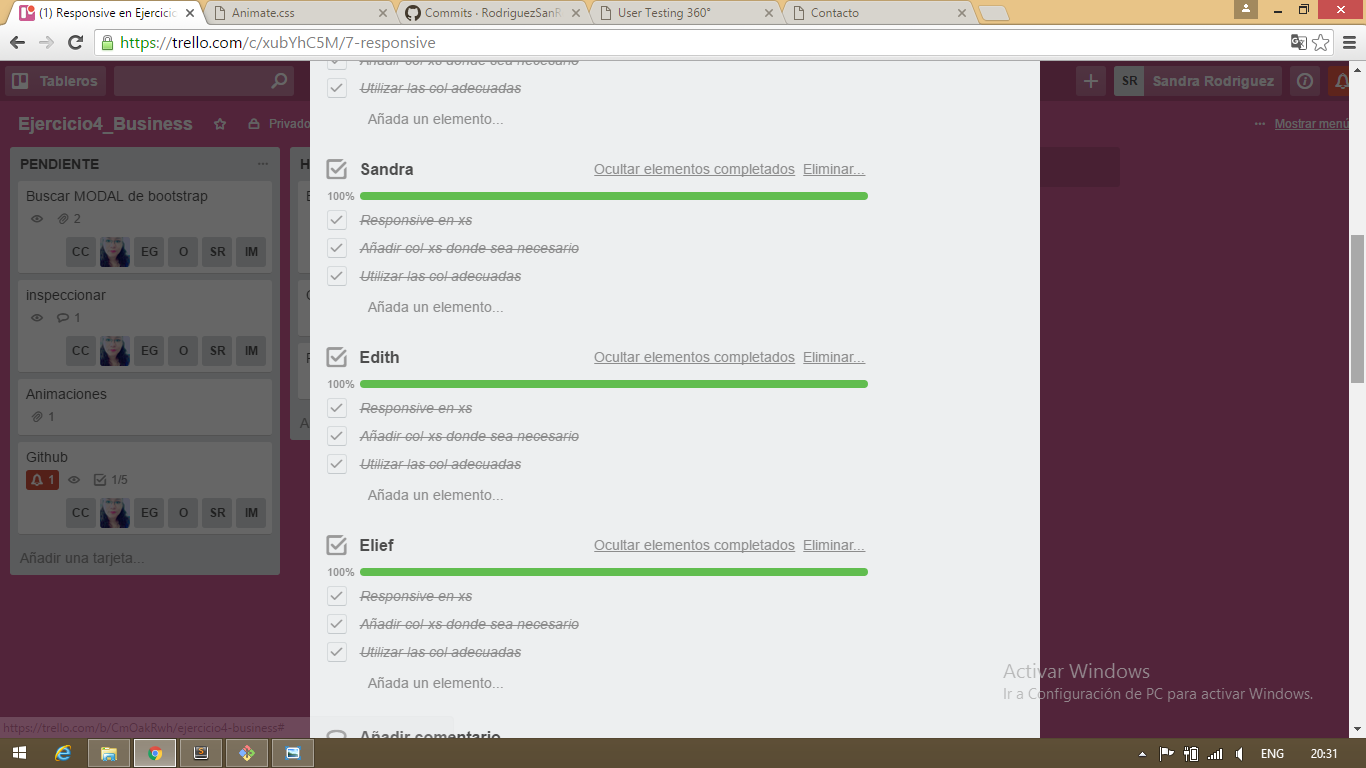 (1) Responsive en Ejercicio
Animate.css
Commits · RodriguezSanR
User Testing 360°
Contacto
https://trello.com/c/xubYhC5M/7-responsive
Tableros
SR Sandra Rodriguez
Ejercicio4_Business
Privado
Mostrar menú
PENDIENTE
Buscar MODAL de bootstrap
2
CC EG O SR IM
inspeccionar
1
CC EG O SR IM
Animaciones
1
Github
1 1/5
CC EG O SR IM
Añadir una tarjeta...
Añadir col xs donde sea necesario
Utilizar las col adecuadas
Añada un elemento...
Sandra Ocultar elementos completados Eliminar...
100%
Responsive en xs
Añadir col xs donde sea necesario
Utilizar las col adecuadas
Añada un elemento...
Edith Ocultar elementos completados Eliminar...
100%
Responsive en xs
Añadir col xs donde sea necesario
Utilizar las col adecuadas
Añada un elemento...
Elief Ocultar elementos completados Eliminar...
100%
Responsive en xs
Añadir col xs donde sea necesario
Utilizar las col adecuadas
Añada un elemento...
Añadir comentario
Activar Windows
Ir a Configuración de PC para activar Windows.
https://trello.com/b/CmOakRwh/ejercicio4-business#
ENG 20:31